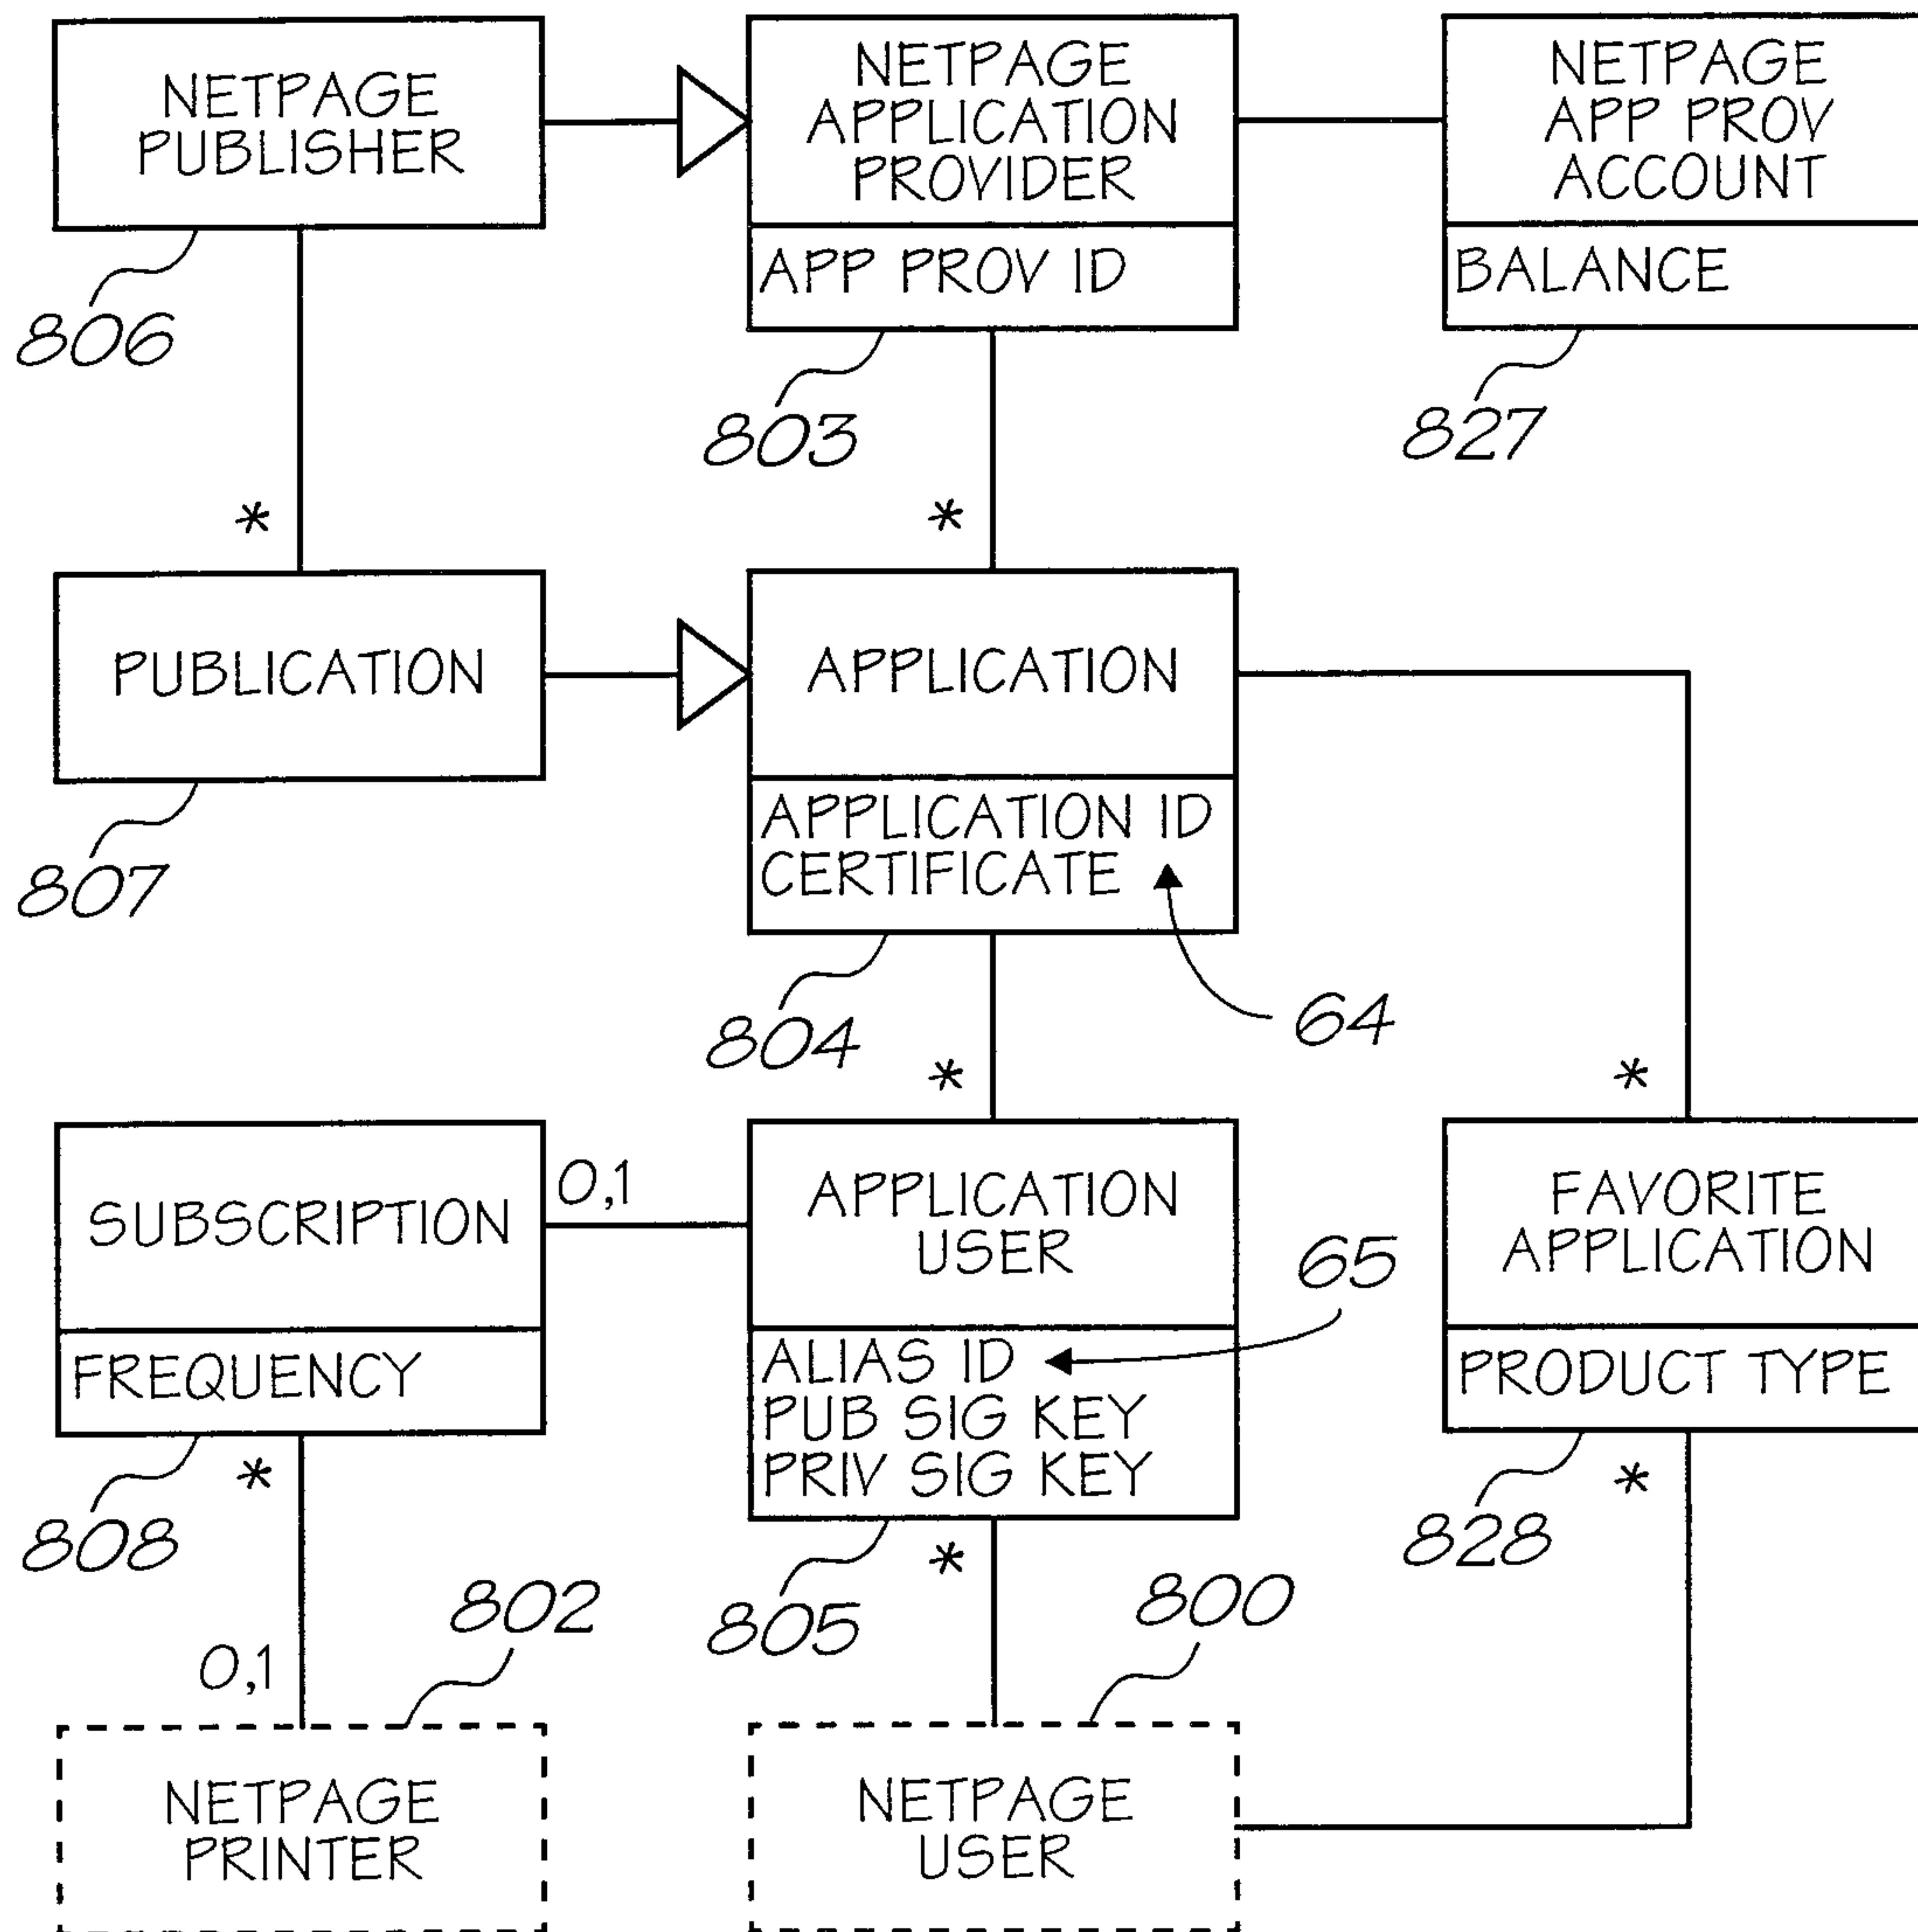 NETPAGE
PUBLISHER
806
NETPAGE
APPLICATION
PROVIDER
APP PROV ID
803
NETPAGE
APP PROV
ACCOUNT
BALANCE
827
*
*
PUBLICATION
807
APPLICATION
APPLICATION ID
CERTIFICATE
64
804
*
*
SUBSCRIPTION
FREQUENCY
0,1
APPLICATION
USER
ALIAS ID
PUB SIG KEY
PRIV SIG KEY
65
FAVORITE
APPLICATION
PRODUCT TYPE
808
*
805
*
828
*
802
800
0,1
NETPAGE
PRINTER
NETPAGE
USER